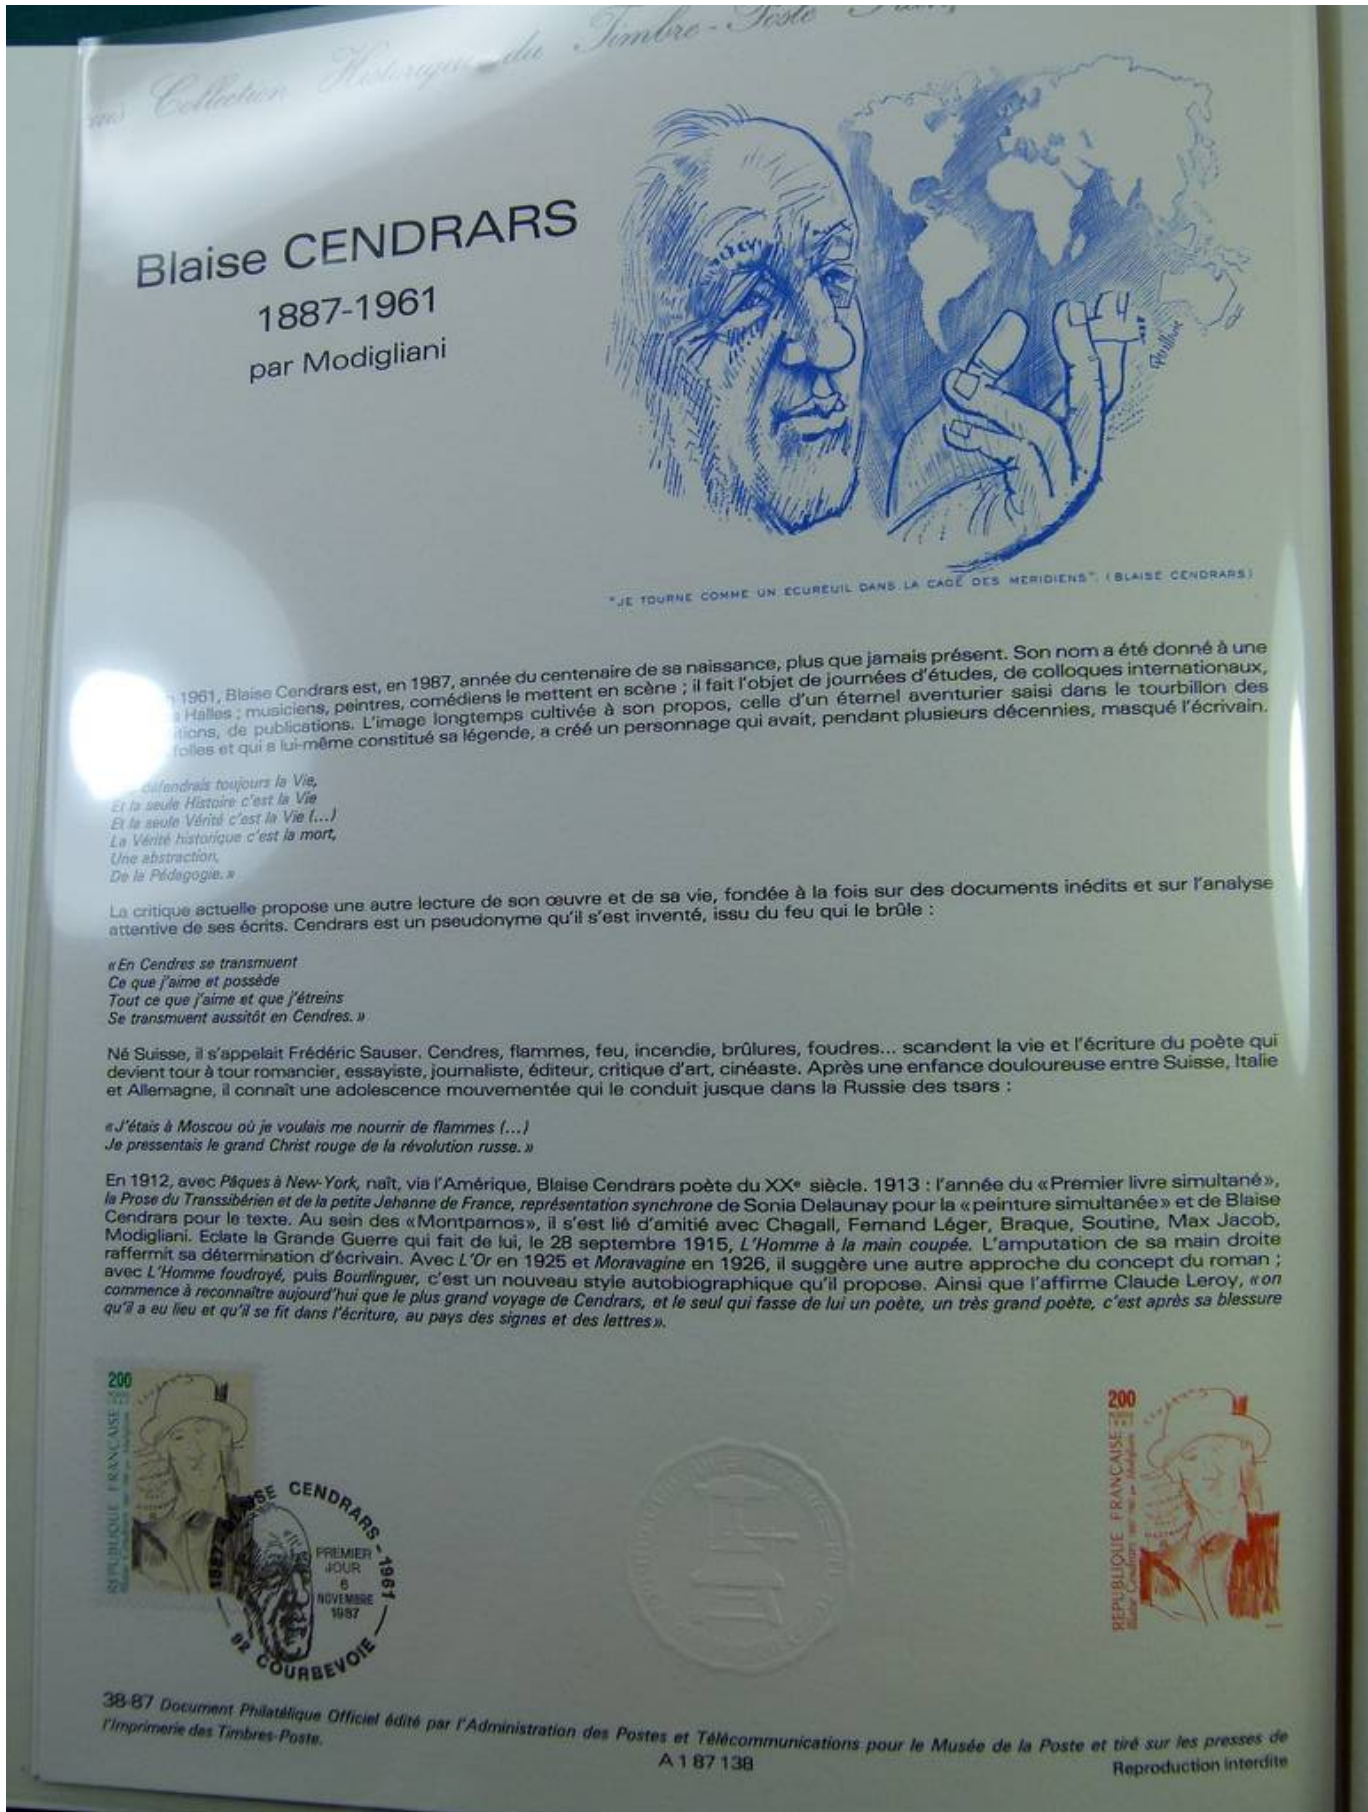 Collection Historique du Timbre-Poste
Blaise CENDRARS
1887-1961
par Modigliani
"JE TOURNE COMME UN ECUREUIL DANS LA CAGE DES MERIDIENS". (BLAISE CENDRARS)
1961, Blaise Cendrars est, en 1987, année du centenaire de sa naissance, plus que jamais présent. Son nom a été donné à une
Halles ; musiciens, peintres, comédiens le mettent en scène ; il fait l'objet de journées d'études, de colloques internationaux,
de publications. L'image longtemps cultivée à son propos, celle d'un éternel aventurier saisi dans le tourbillon des
folles et qui a lui-même constitué sa légende, a créé un personnage qui avait, pendant plusieurs décennies, masqué l'écrivain.
défendrais toujours la Vie,
Et la seule Histoire c'est la Vie
Et la seule Vérité c'est la Vie (...)
La Vérité historique c'est la mort,
Une abstraction,
De la Pédagogie. »
La critique actuelle propose une autre lecture de son œuvre et de sa vie, fondée à la fois sur des documents inédits et sur l'analyse
attentive de ses écrits. Cendrars est un pseudonyme qu'il s'est inventé, issu du feu qui le brûle :
« En Cendres se transmuent
Ce que j'aime et possède
Tout ce que j'aime et que j'étreins
Se transmuent aussitôt en Cendres. »
Né Suisse, il s'appelait Frédéric Sauser. Cendres, flammes, feu, incendie, brûlures, foudres... scandent la vie et l'écriture du poète qui
devient tour à tour romancier, essayiste, journaliste, éditeur, critique d'art, cinéaste. Après une enfance douloureuse entre Suisse, Italie
et Allemagne, il connaît une adolescence mouvementée qui le conduit jusque dans la Russie des tsars :
« J'étais à Moscou où je voulais me nourrir de flammes (...)
Je pressentais le grand Christ rouge de la révolution russe. »
En 1912, avec Pâques à New-York, naît, via l'Amérique, Blaise Cendrars poète du XXe siècle. 1913 : l'année du « Premier livre simultané »,
la Prose du Transsibérien et de la petite Jehanne de France, représentation synchrone de Sonia Delaunay pour la « peinture simultanée » et de Blaise
Cendrars pour le texte. Au sein des « Montparnos », il s'est lié d'amitié avec Chagall, Fernand Léger, Braque, Soutine, Max Jacob,
Modigliani. Eclate la Grande Guerre qui fait de lui, le 28 septembre 1915, L'Homme à la main coupée. L'amputation de sa main droite
raffermit sa détermination d'écrivain. Avec L'Or en 1925 et Moravagine en 1926, il suggère une autre approche du concept du roman ;
avec L'Homme foudroyé, puis Bourlinguer, c'est un nouveau style autobiographique qu'il propose. Ainsi que l'affirme Claude Leroy, « on
commence à reconnaître aujourd'hui que le plus grand voyage de Cendrars, et le seul qui fasse de lui un poète, un très grand poète, c'est après sa blessure
qu'il a eu lieu et qu'il se fit dans l'écriture, au pays des signes et des lettres ».
200
REPUBLIQUE FRANÇAISE
1887 BLAISE CENDRARS - 1961
PREMIER
JOUR
6
NOVEMBRE
1987
92 COURBEVOIE
200
REPUBLIQUE FRANÇAISE
Blaise Cendrars
38-87 Document Philatélique Officiel édité par l'Administration des Postes et Télécommunications pour le Musée de la Poste et tiré sur les presses de
l'Imprimerie des Timbres-Poste.
A 1 87 138
Reproduction interdite